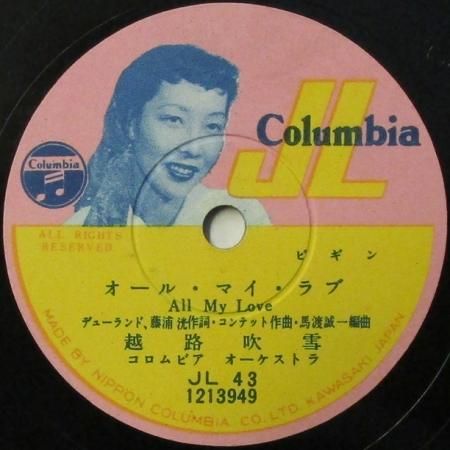 JL
Columbia
Columbia
ALL RIGHTS
RESERVED
ビギン
オール・マイ・ラブ
All My Love
デューランド、藤浦 洸作詞・コンテット作曲・馬渡誠一編曲
越路吹雪
コロムビア オーケストラ
JL 43
1213949
MADE BY NIPPON COLUMBIA CO., LTD. KAWASAKI JAPAN